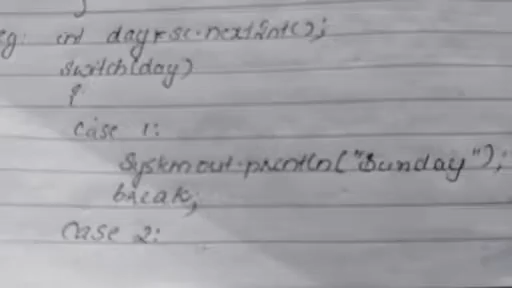 eg: int day = sc.nextInt();
switch(day)
{
case 1:
System.out.println("Sunday");
break;
case 2: